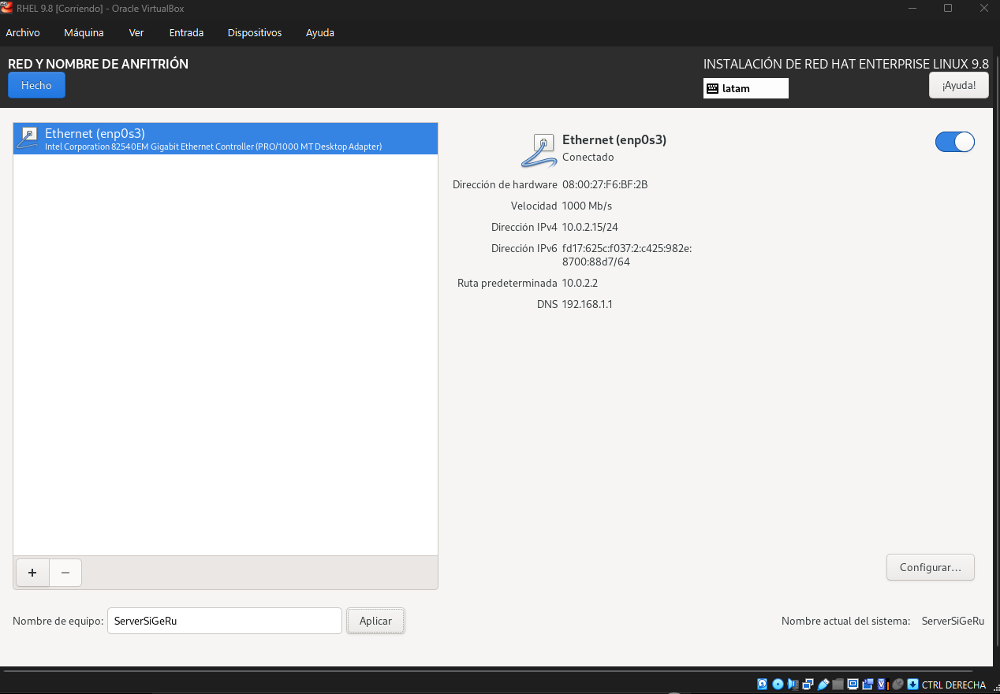 RHEL 9.8 [Corriendo] - Oracle VirtualBox
Archivo Máquina Ver Entrada Dispositivos Ayuda
RED Y NOMBRE DE ANFITRIÓN
INSTALACIÓN DE RED HAT ENTERPRISE LINUX 9.8
Hecho
latam
¡Ayuda!
Ethernet (enp0s3)
Intel Corporation 82540EM Gigabit Ethernet Controller (PRO/1000 MT Desktop Adapter)
Ethernet (enp0s3)
Conectado
Dirección de hardware 08:00:27:F6:BF:2B
Velocidad 1000 Mb/s
Dirección IPv4 10.0.2.15/24
Dirección IPv6 fd17:625c:f037:2:c425:982e:
8700:88d7/64
Ruta predeterminada 10.0.2.2
DNS 192.168.1.1
+ −
Configurar...
Nombre de equipo: ServerSiGeRu Aplicar
Nombre actual del sistema: ServerSiGeRu
CTRL DERECHA